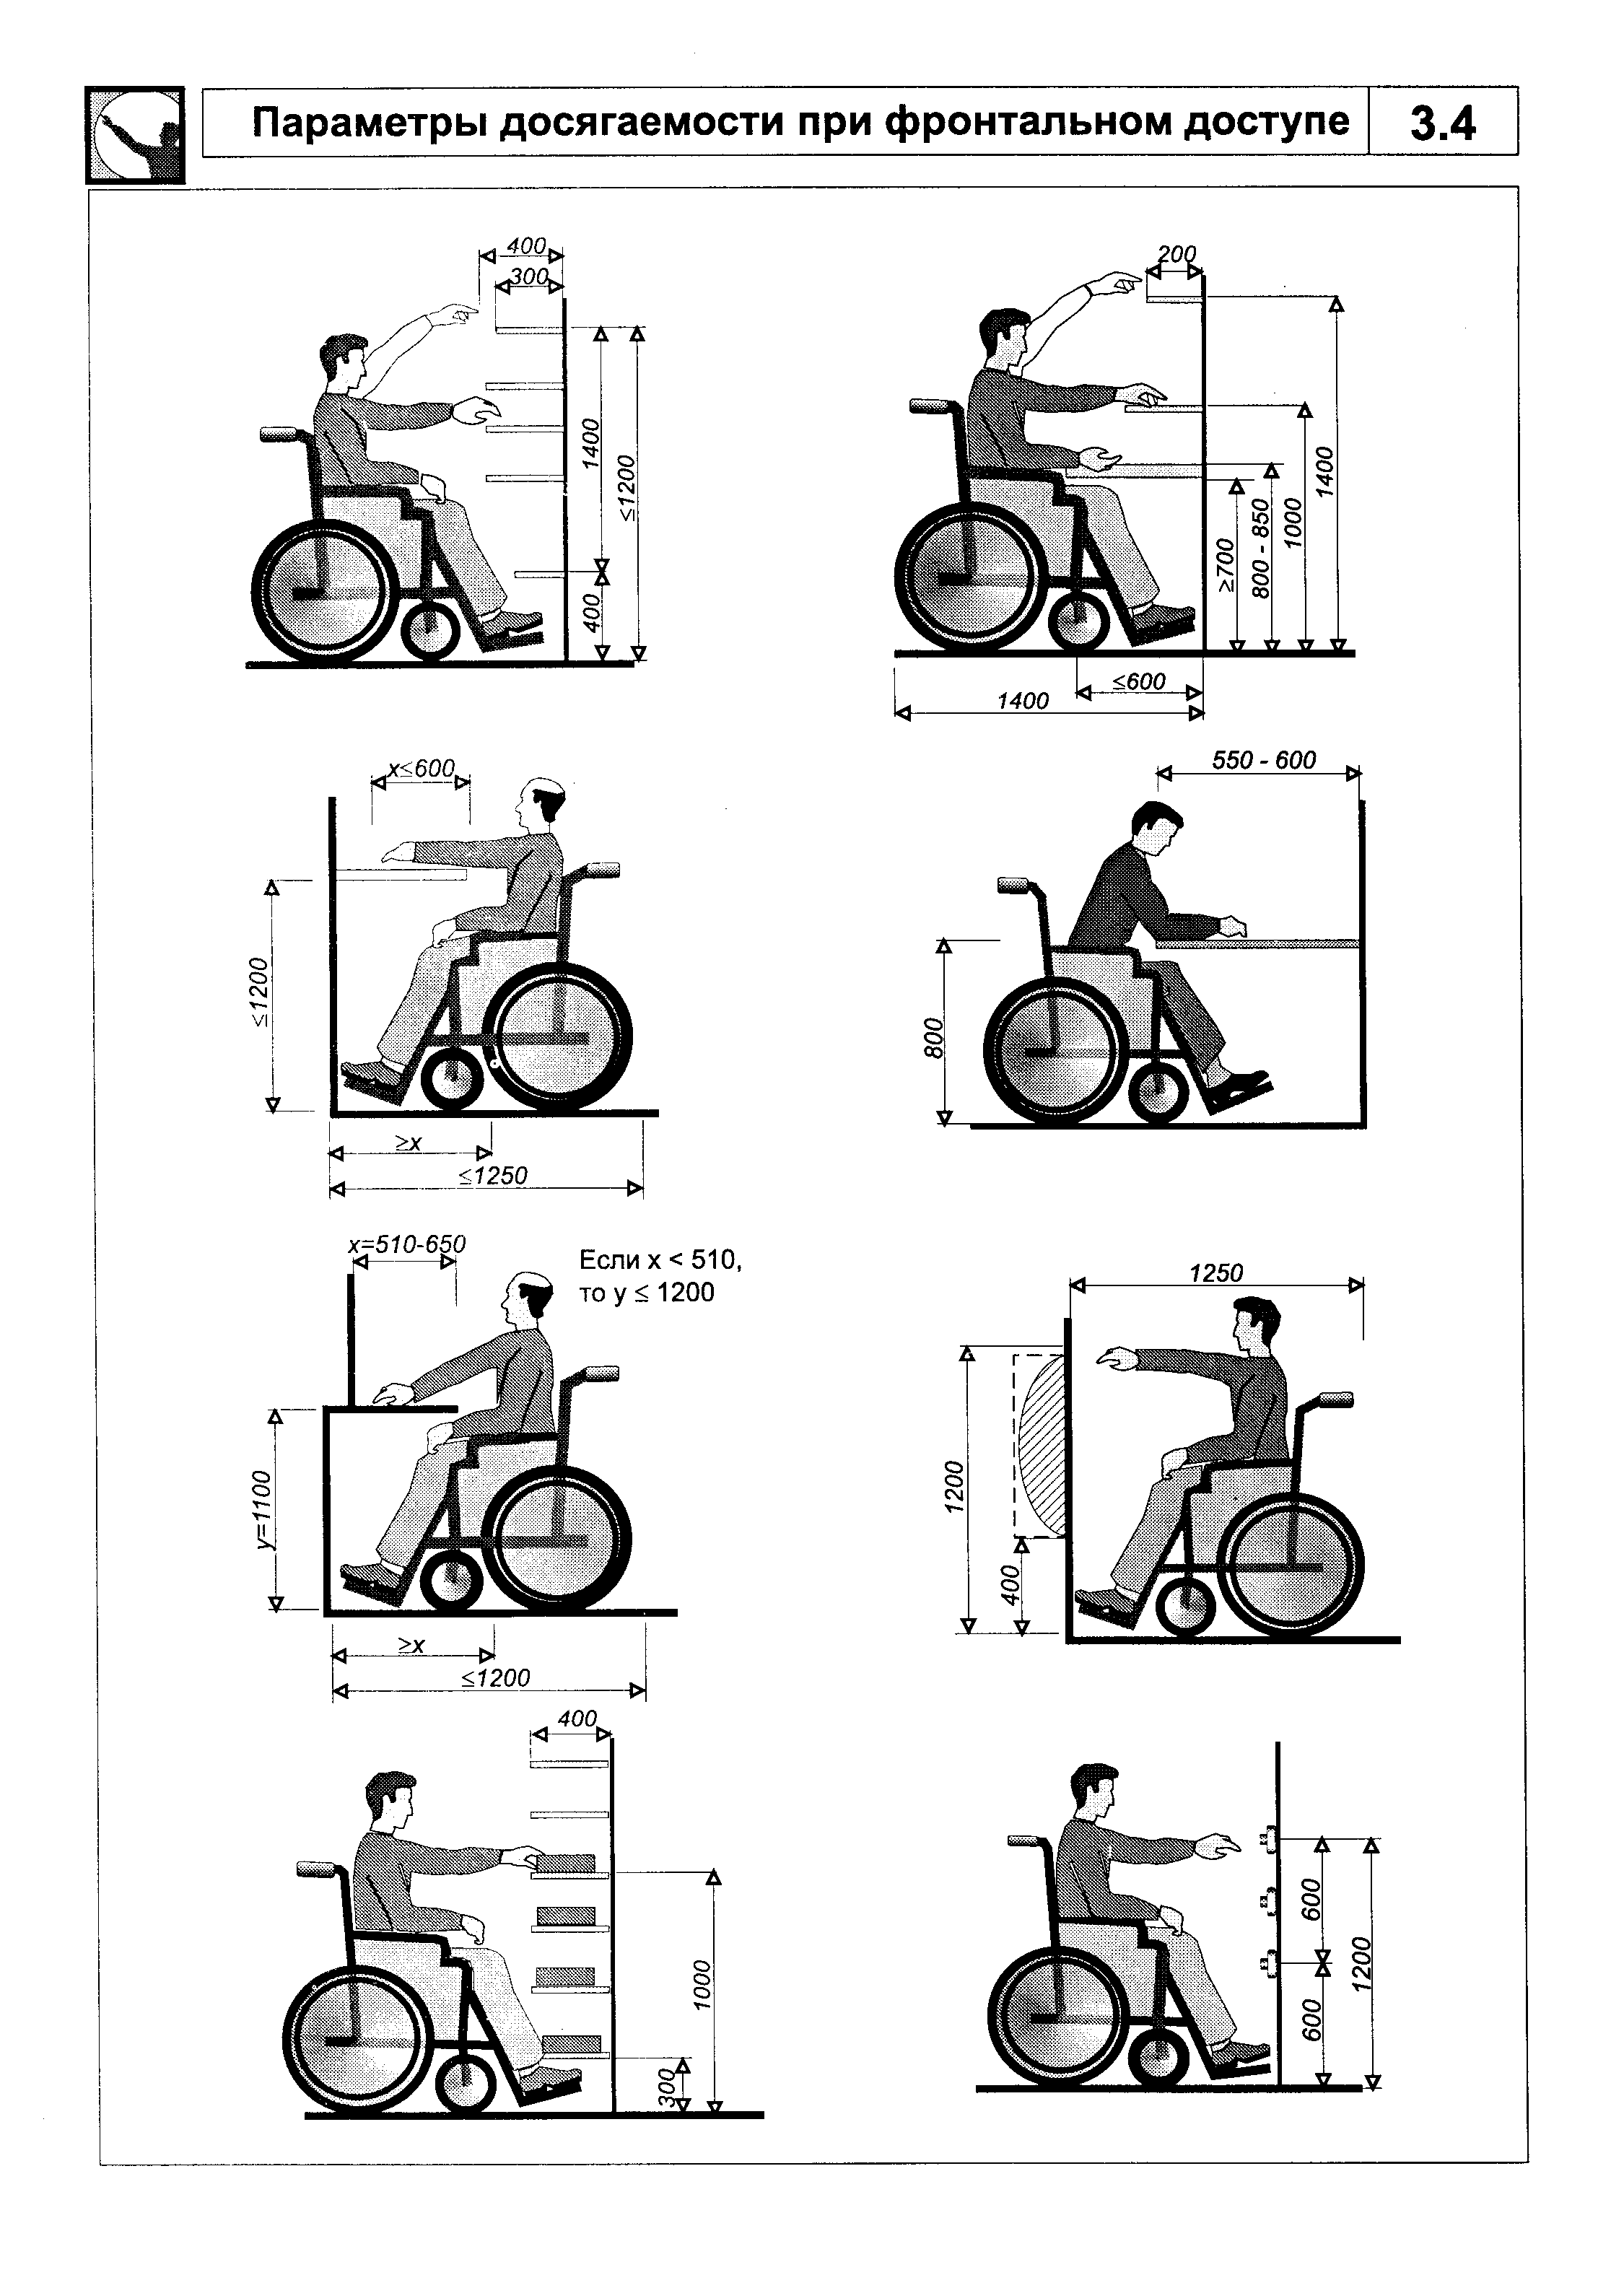 Параметры досягаемости при фронтальном доступе 3.4
400
300
1400
≤1200
400
200
1400
1000
800 - 850
≥700
≤600
1400
x≤600
≤1200
≥x
≤1250
550 - 600
800
x=510-650
Если x < 510,
то y ≤ 1200
y=1100
≥x
≤1200
1250
1200
400
400
1000
300
600
600
1200